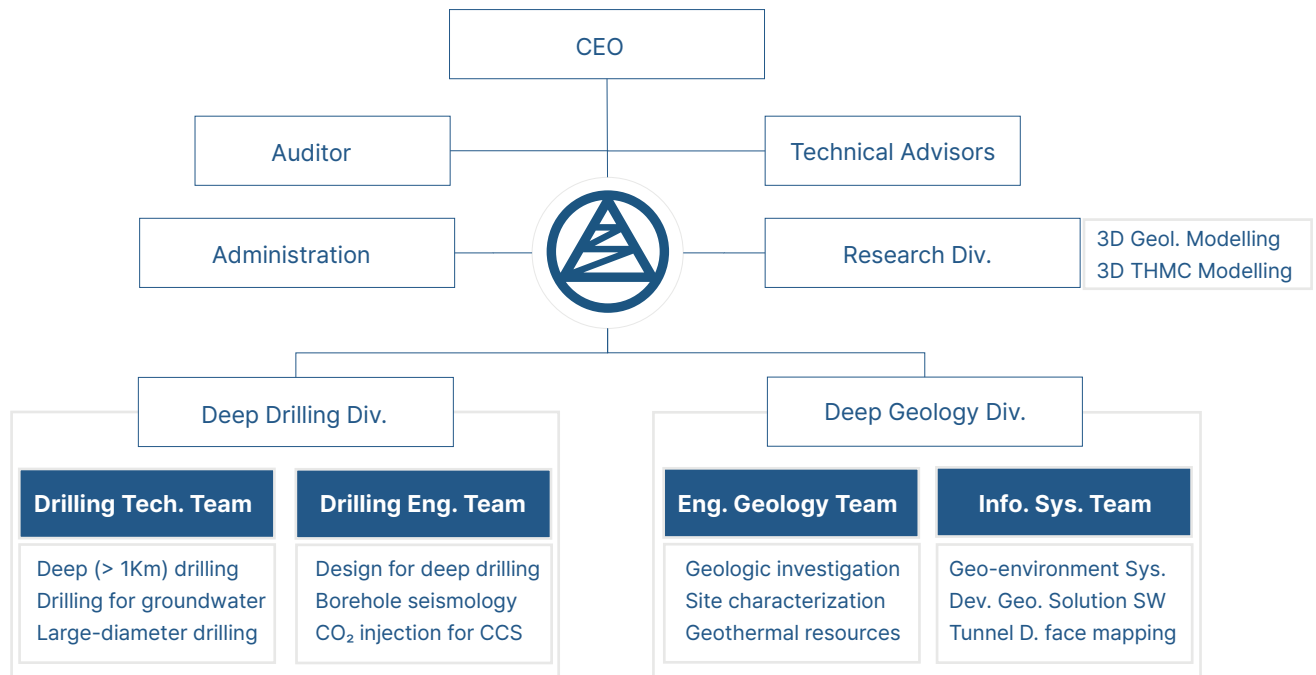 CEO
Auditor
Technical Advisors
Administration
Research Div.
3D Geol. Modelling
3D THMC Modelling
Deep Drilling Div.
Deep Geology Div.
Drilling Tech. Team
Deep (> 1Km) drilling
Drilling for groundwater
Large-diameter drilling
Drilling Eng. Team
Design for deep drilling
Borehole seismology
CO₂ injection for CCS
Eng. Geology Team
Geologic investigation
Site characterization
Geothermal resources
Info. Sys. Team
Geo-environment Sys.
Dev. Geo. Solution SW
Tunnel D. face mapping